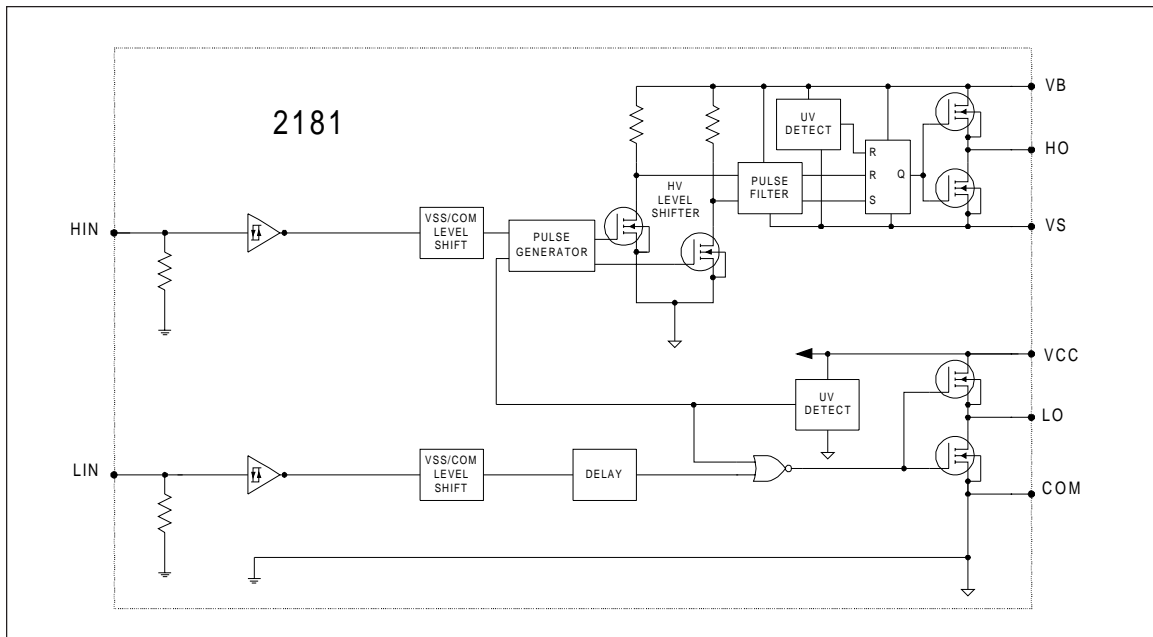 2181
VB
UV
DETECT
HO
R
R
Q
S
PULSE
FILTER
HV
LEVEL
SHIFTER
VS
HIN
VSS/COM
LEVEL
SHIFT
PULSE
GENERATOR
VCC
UV
DETECT
LO
LIN
VSS/COM
LEVEL
SHIFT
DELAY
COM